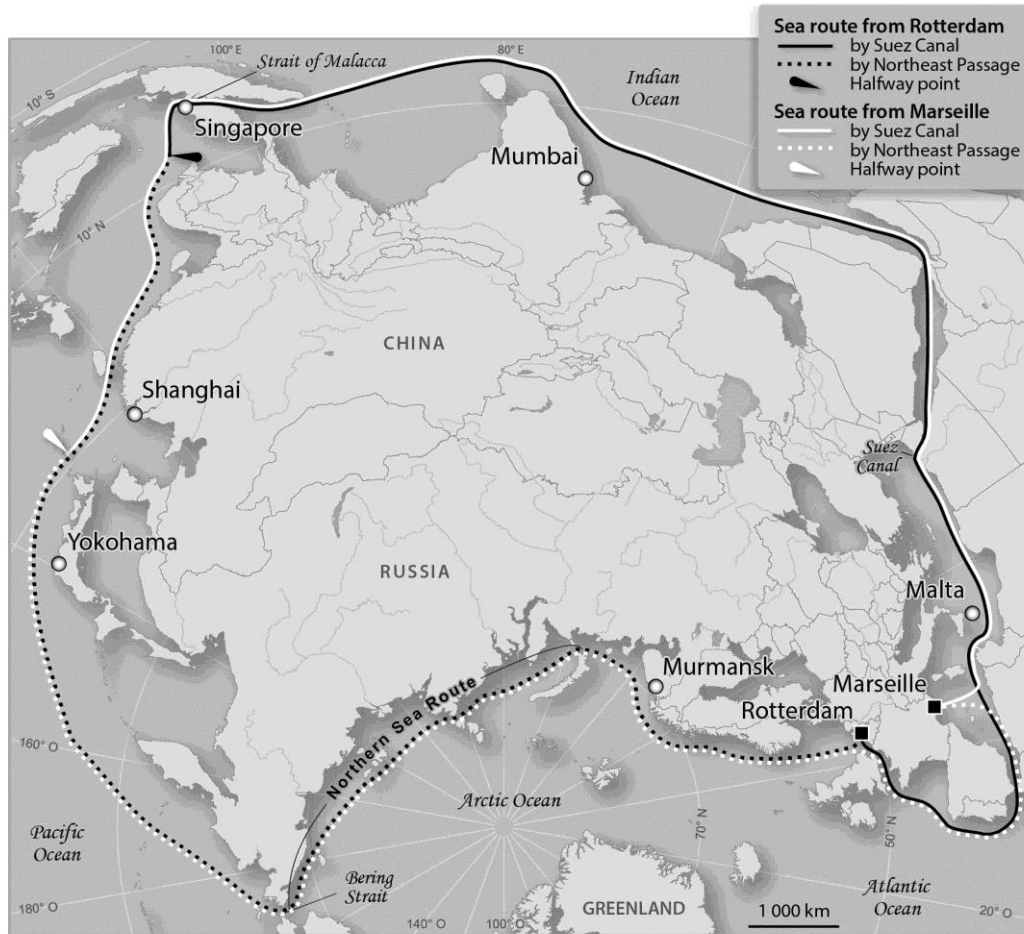 Sea route from Rotterdam
by Suez Canal
by Northeast Passage
Halfway point
Sea route from Marseille
by Suez Canal
by Northeast Passage
Halfway point
100° E
80° E
Strait of Malacca
Indian
Ocean
10° S
Singapore
Mumbai
10° N
CHINA
Shanghai
Suez
Canal
Yokohama
RUSSIA
Malta
Murmansk
Marseille
Rotterdam
Northern Sea Route
160° O
Arctic Ocean
Pacific
Ocean
70° N
50° N
Bering
Strait
Atlantic
Ocean
180° O
140° O
100° O
GREENLAND
1 000 km
20° O